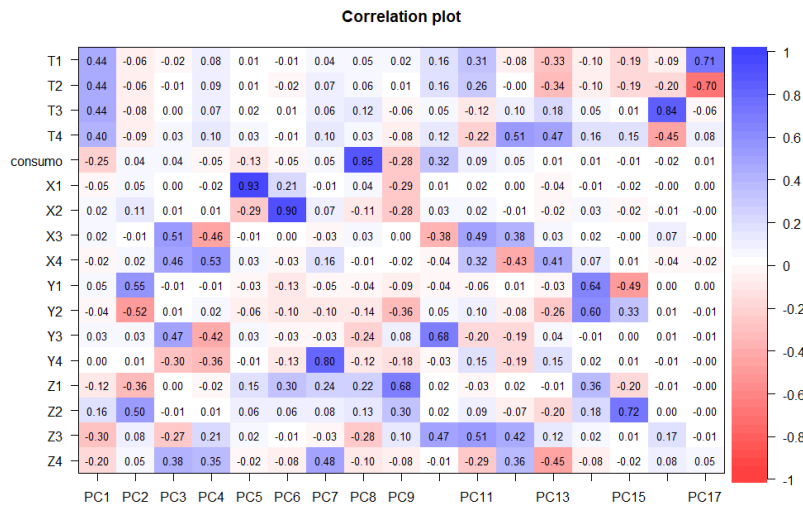 Correlation plot
T1 0.44 -0.06 -0.02 0.08 0.01 -0.01 0.04 0.05 0.02 0.16 0.31 -0.08 -0.33 -0.10 -0.19 -0.09 0.71
T2 0.44 -0.06 -0.01 0.09 0.01 -0.02 0.07 0.06 0.01 0.16 0.26 -0.00 -0.34 -0.10 -0.19 -0.20 -0.70
T3 0.44 -0.08 0.00 0.07 0.02 0.01 0.06 0.12 -0.06 0.05 -0.12 0.10 0.18 0.05 0.01 0.84 -0.06
T4 0.40 -0.09 0.03 0.10 0.03 -0.01 0.10 0.03 -0.08 0.12 -0.22 0.51 0.47 0.16 0.15 -0.45 0.08
consumo -0.25 0.04 0.04 -0.05 -0.13 -0.05 0.05 0.85 -0.28 0.32 0.09 0.05 0.01 0.01 -0.01 -0.02 0.01
X1 -0.05 0.05 0.00 -0.02 0.93 0.21 -0.01 0.04 -0.29 0.01 0.02 0.00 -0.04 -0.01 -0.02 -0.00 -0.00
X2 0.02 0.11 0.01 0.01 -0.29 0.90 0.07 -0.11 -0.28 0.03 0.02 -0.01 -0.02 0.03 -0.02 -0.01 0.00
X3 0.02 -0.01 0.51 -0.46 -0.01 0.00 -0.03 0.03 0.00 -0.38 0.49 0.38 0.03 0.02 -0.00 0.07 -0.00
X4 -0.02 0.02 0.46 0.53 0.03 -0.03 0.16 -0.01 -0.02 -0.04 0.32 -0.43 0.41 0.07 0.01 -0.04 -0.02
Y1 0.05 0.55 -0.01 -0.01 -0.03 -0.13 -0.05 -0.04 -0.09 -0.04 -0.06 0.02 -0.03 0.64 -0.49 0.00 0.00
Y2 -0.04 -0.52 0.01 0.02 -0.06 -0.10 -0.10 -0.14 -0.36 0.05 0.10 -0.08 -0.26 0.60 0.33 0.01 -0.01
Y3 0.03 0.03 0.47 -0.42 0.03 -0.03 -0.03 -0.24 0.08 0.68 -0.20 -0.19 0.04 -0.01 0.00 -0.01 0.01
Y4 0.00 0.01 -0.30 -0.36 -0.01 -0.13 0.80 -0.12 -0.18 -0.03 0.15 -0.19 0.15 0.02 0.01 -0.01 -0.00
Z1 -0.12 -0.36 0.00 -0.02 0.15 0.30 0.24 0.22 0.68 0.02 -0.03 0.02 -0.01 0.36 -0.20 -0.01 -0.00
Z2 0.16 0.50 -0.01 0.01 0.06 0.06 0.08 0.13 0.30 0.02 0.09 -0.07 -0.20 0.18 0.72 0.00 -0.00
Z3 -0.30 0.08 -0.27 0.21 0.02 -0.01 -0.03 -0.28 0.10 0.47 0.51 0.42 0.12 0.02 0.01 0.17 -0.01
Z4 -0.20 0.05 0.38 0.35 -0.02 -0.08 0.48 -0.10 -0.08 -0.01 -0.29 0.36 -0.45 -0.08 -0.02 0.08 0.05
PC1 PC2 PC3 PC4 PC5 PC6 PC7 PC8 PC9 PC11 PC13 PC15 PC17
1
0.8
0.6
0.4
0.2
0
-0.2
-0.4
-0.6
-0.8
-1